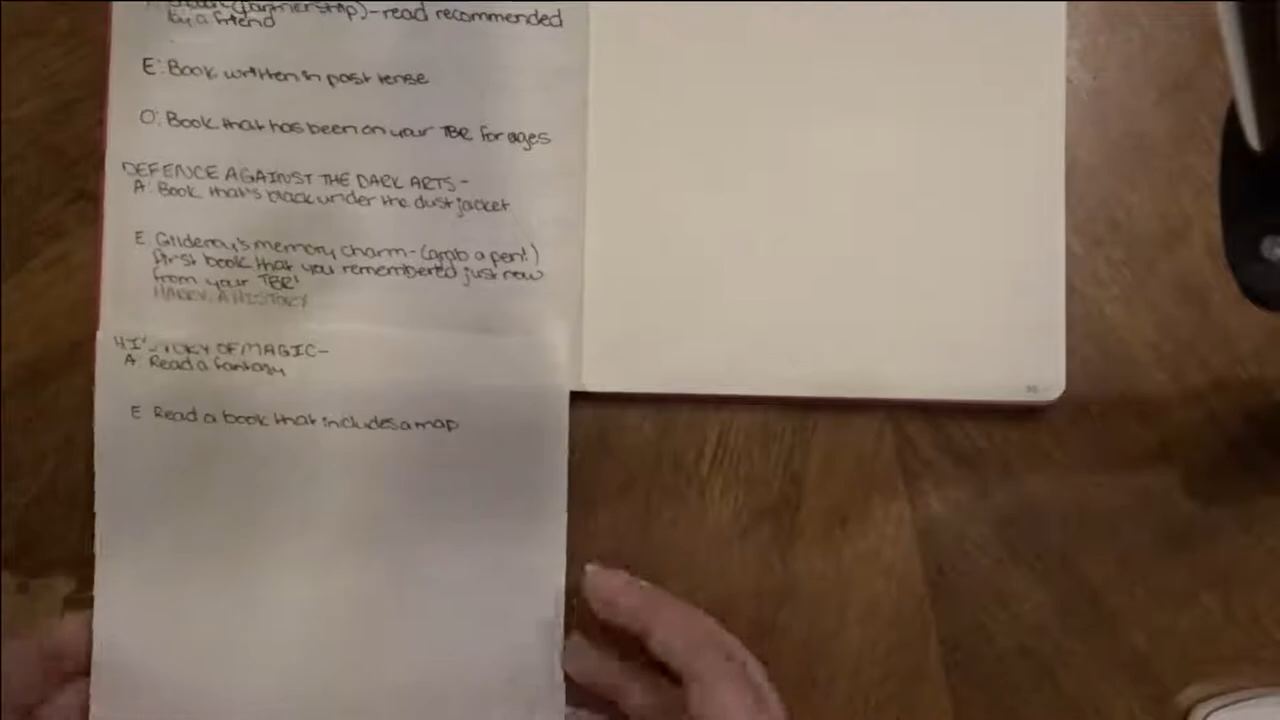 (partnership)-read recommended
by a friend
E: Book written in past tense
O: Book that has been on your TBR for ages
DEFENCE AGAINST THE DARK ARTS-
A: Book that's black under the dust jacket
E: Gilderoy's memory charm-(grab a pen!)
First book that you remembered just now
from your TBR!
HARRY, A HISTORY
OF MAGIC-
A: Read a fantasy
E: Read a book that includes a map